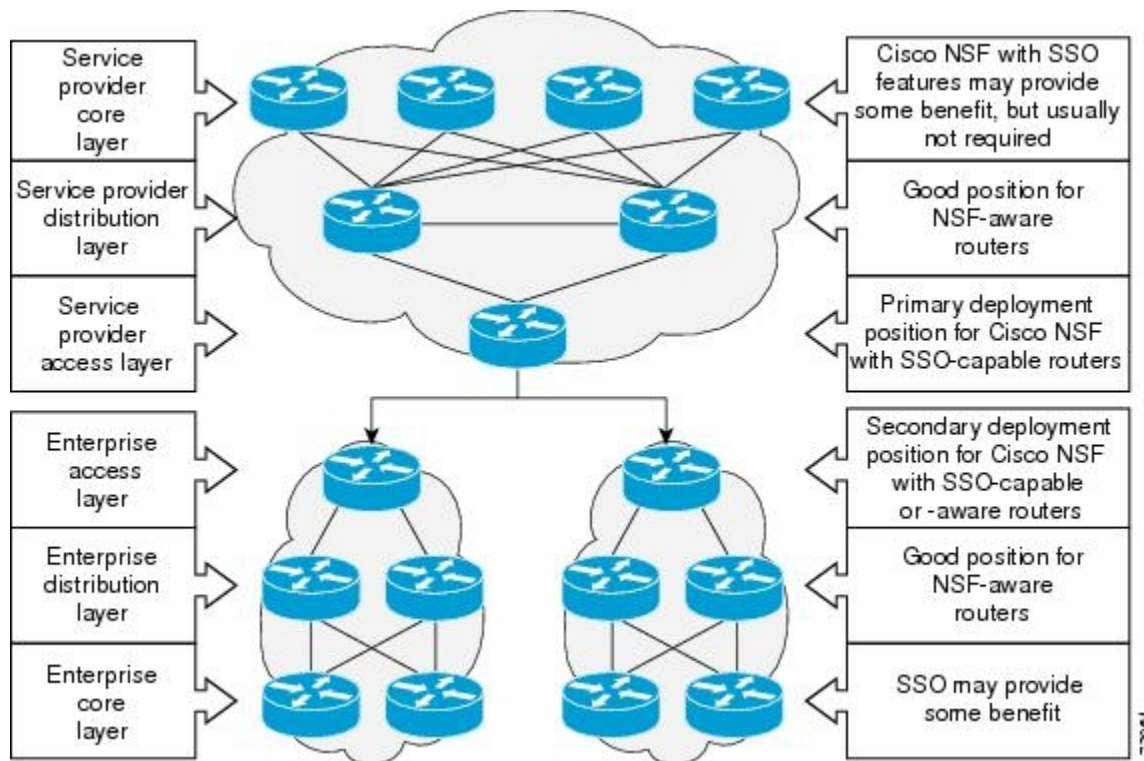 Service
provider
core
layer
Cisco NSF with SSO
features may provide
some benefit, but usually
not required
Service provider
distribution
layer
Good position for
NSF-aware
routers
Service
provider
access layer
Primary deployment
position for Cisco NSF
with SSO-capable routers
Enterprise
access
layer
Secondary deployment
position for Cisco NSF
with SSO-capable
or -aware routers
Enterprise
distribution
layer
Good position for
NSF-aware
routers
Enterprise
core
layer
SSO may provide
some benefit